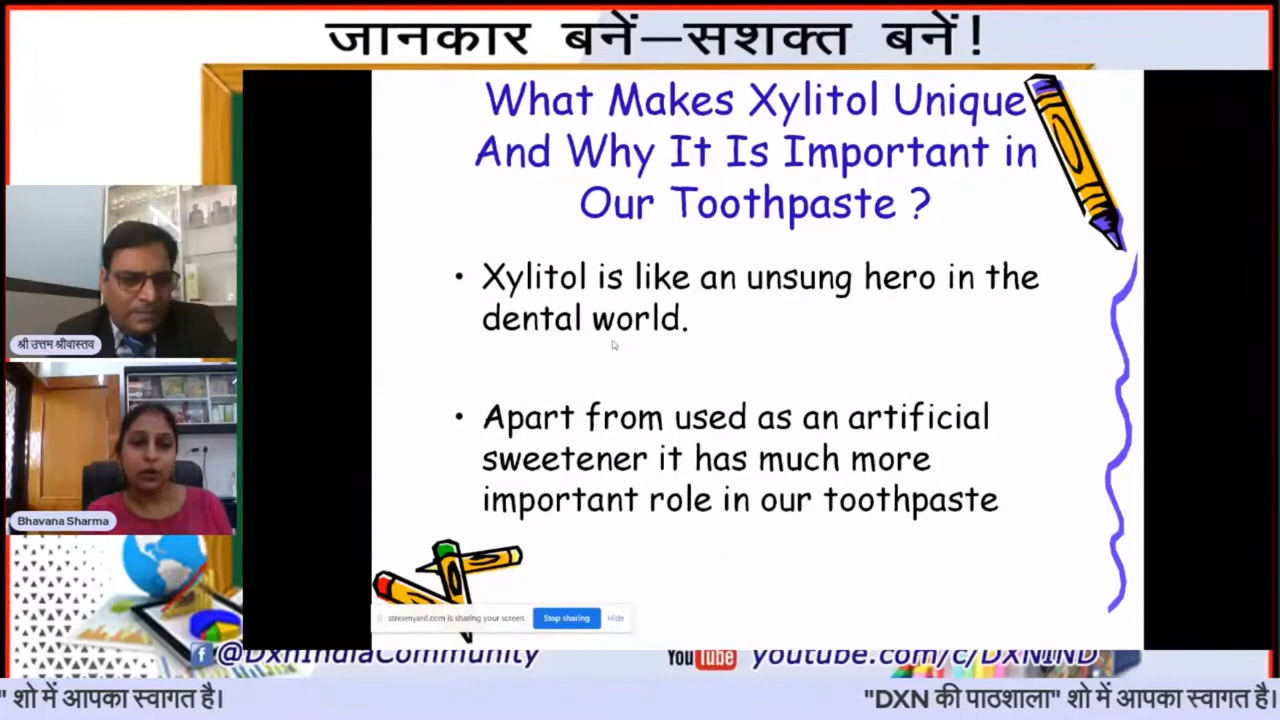 जानकार बनें–सशक्त बनें!
What Makes Xylitol Unique
And Why It Is Important in
Our Toothpaste ?
• Xylitol is like an unsung hero in the
dental world.
• Apart from used as an artificial
sweetener it has much more
important role in our toothpaste
श्री उत्तम श्रीवास्तव
Bhavana Sharma
streamyard.com is sharing your screen.
Stop sharing
Hide
@DxnIndiaCommunity
YouTube
youtube.com/c/DXNIND
" शो में आपका स्वागत है।
"DXN की पाठशाला" शो में आपका स्वागत है।